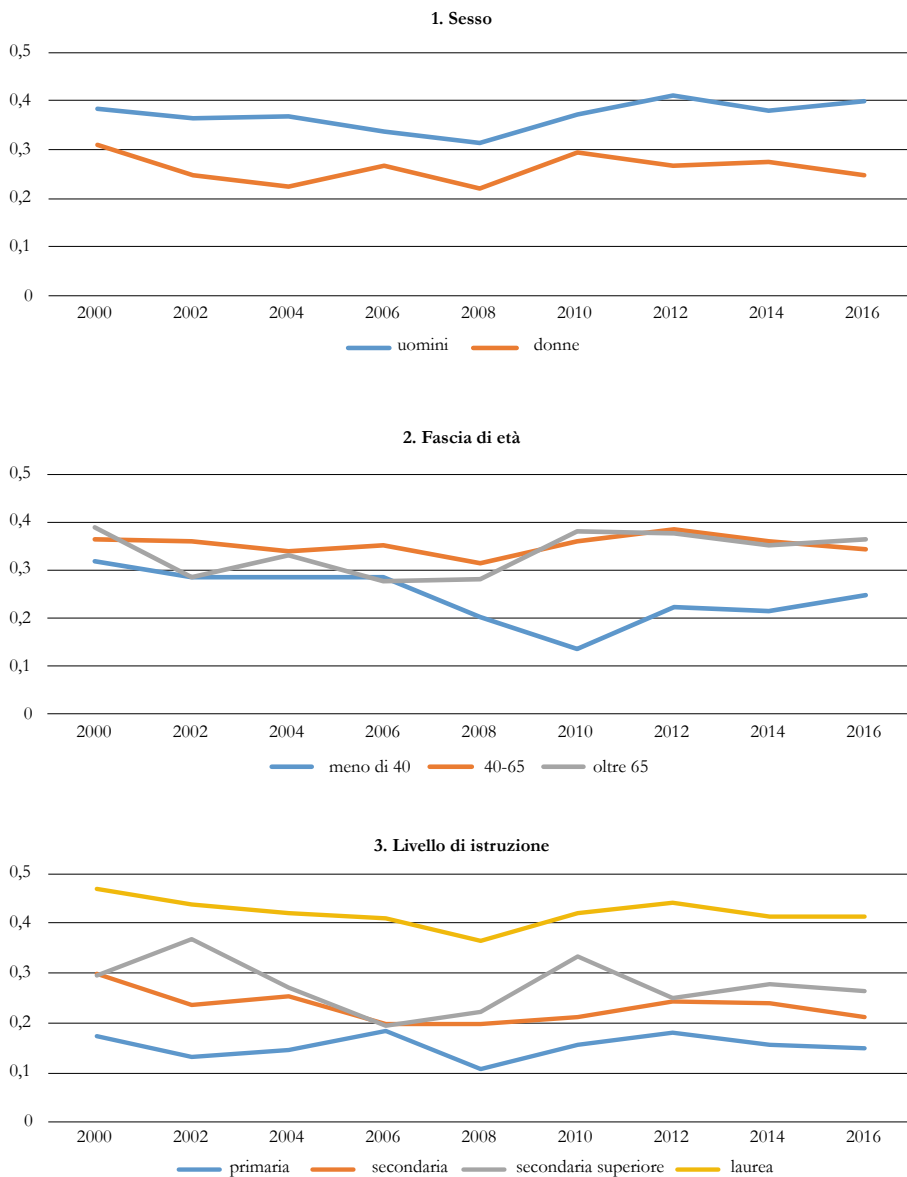 1. Sesso
0,5
0,4
0,3
0,2
0,1
0
2000 2002 2004 2006 2008 2010 2012 2014 2016
uomini donne
2. Fascia di età
0,5
0,4
0,3
0,2
0,1
0
2000 2002 2004 2006 2008 2010 2012 2014 2016
meno di 40 40-65 oltre 65
3. Livello di istruzione
0,5
0,4
0,3
0,2
0,1
0
2000 2002 2004 2006 2008 2010 2012 2014 2016
primaria secondaria secondaria superiore laurea